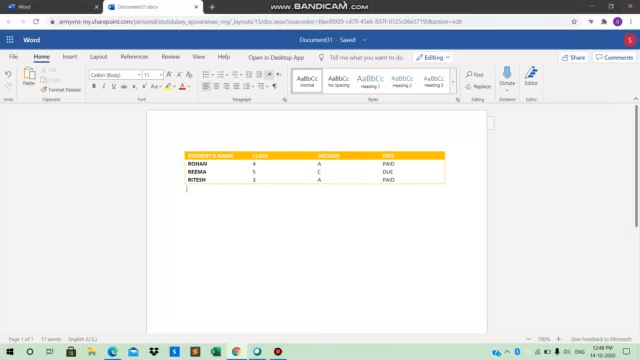 Word
Document31.docx
WWW.BANDICAM.COM
armyvns-my.sharepoint.com
Word
Document31 - Saved
File Home Insert Layout References Review View Help Open in Desktop App Tell me what you want to do Editing Share Comments
Paste
Cut
Copy
Format Painter
Clipboard
Calibri (Body) 11
Font
Paragraph
AaBbCc
Normal
AaBbCc
No Spacing
AaBbCc
Heading 1
AaBbCc
Heading 2
AaBbCc
Heading 3
Styles
Find
Replace
Editing
Dictate
Dictation
Editor
STUDENT'S NAME CLASS SECTION FEES
ROHAN 4 A PAID
REEMA 5 C DUE
RITESH 3 A PAID
Page 1 of 1 17 words English (U.S.) 100% Give Feedback to Microsoft
ENG
12:48 PM
14-10-2020